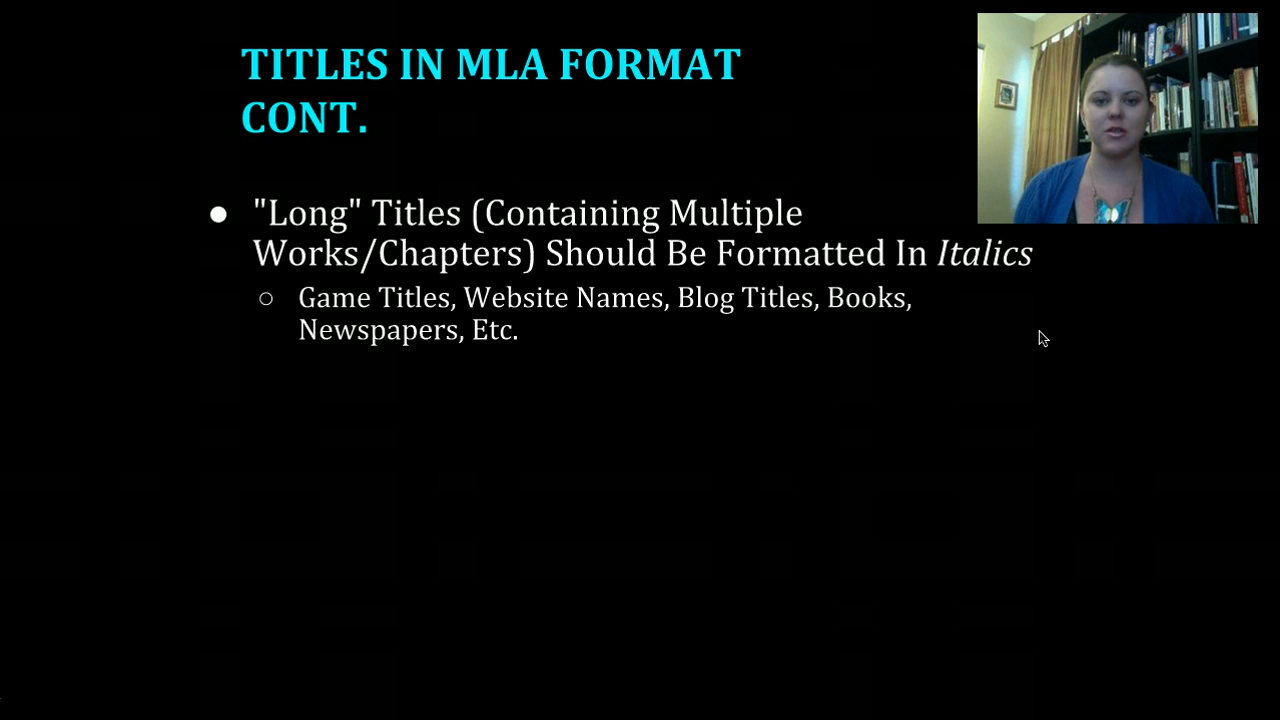 TITLES IN MLA FORMAT
CONT.
● "Long" Titles (Containing Multiple
Works/Chapters) Should Be Formatted In Italics
○ Game Titles, Website Names, Blog Titles, Books,
Newspapers, Etc.